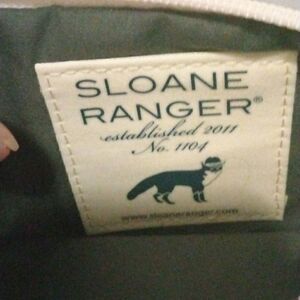 SLOANE
RANGER®
established 2011
No. 1104
www.sloaneranger.com